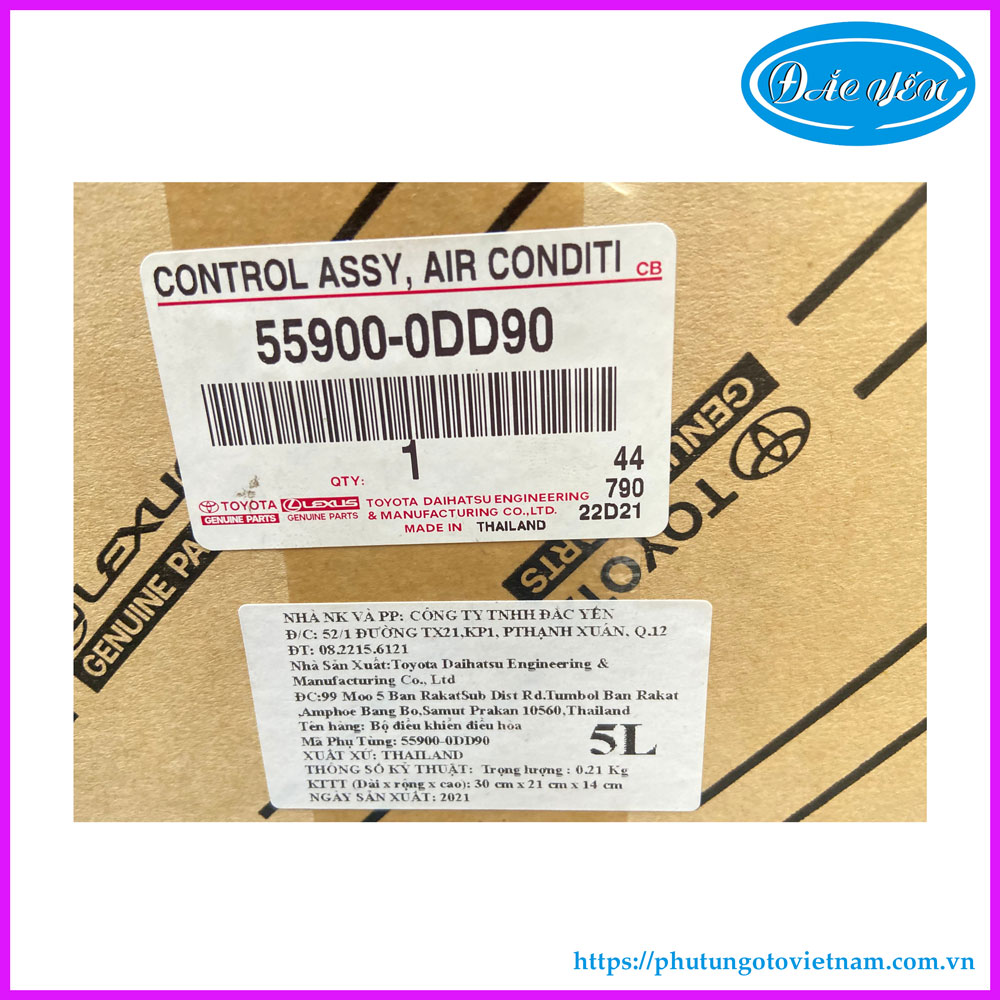 ĐẮC YẾN
CONTROL ASSY, AIR CONDITI CB
55900-0DD90
QTY: 1
44
790
22D21
TOYOTA
GENUINE PARTS
LEXUS
GENUINE PARTS
TOYOTA DAIHATSU ENGINEERING
& MANUFACTURING CO.,LTD.
MADE IN THAILAND
GENUINE
TOYOTA
LEXUS
GENUINE PA
TOYOT
RTS
NHÀ NK VÀ PP: CÔNG TY TNHH ĐẮC YẾN
Đ/C: 52/1 ĐƯỜNG TX21,KP1, PTHẠNH XUÂN, Q.12
ĐT: 08.2215.6121
Nhà Sản Xuất:Toyota Daihatsu Engineering &
Manufacturing Co., Ltd
ĐC:99 Moo 5 Ban RakatSub Dist Rd.Tumbol Ban Rakat
,Amphoe Bang Bo,Samut Prakan 10560,Thailand
Tên hàng: Bộ điều khiển điều hòa
Mã Phụ Tùng: 55900-0DD90
5L
XUẤT XỨ: THAILAND
THÔNG SỐ KỸ THUẬT: Trọng lượng : 0.21 Kg
KTTT (Dài x rộng x cao): 30 cm x 21 cm x 14 cm
NGÀY SẢN XUẤT: 2021
https://phutungotovietnam.com.vn